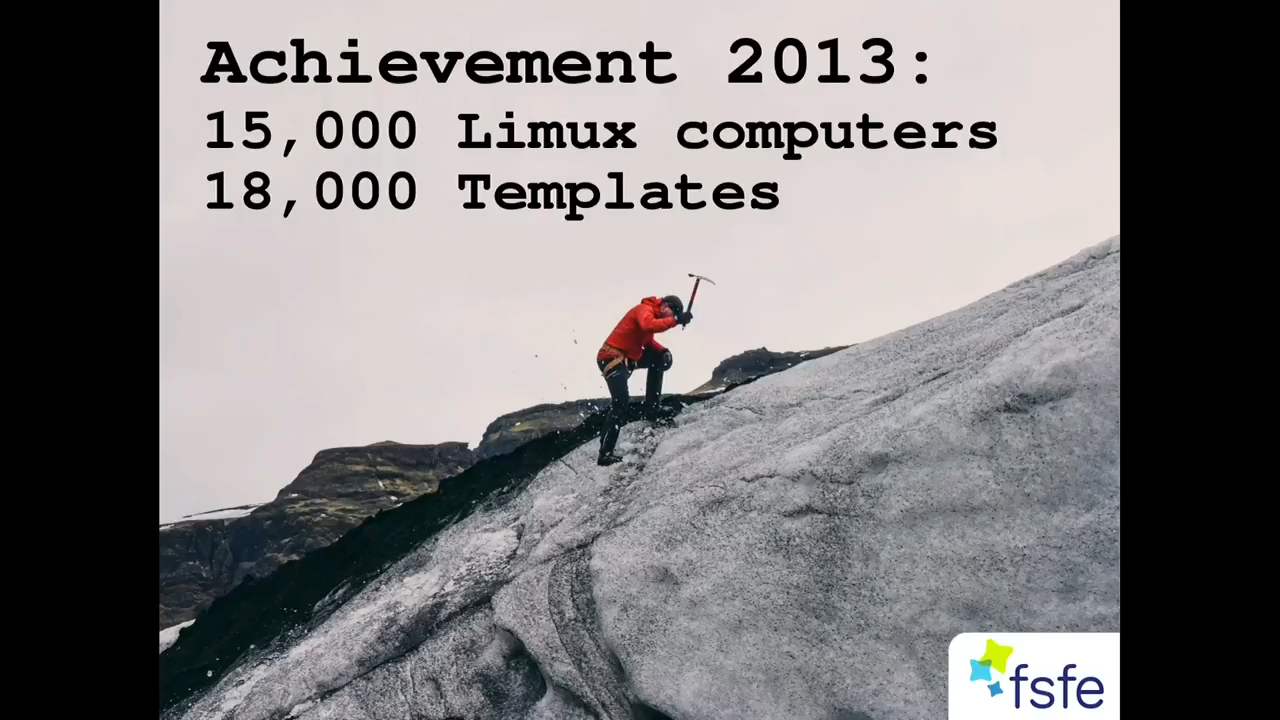 Achievement 2013:
15,000 Limux computers
18,000 Templates
fsfe